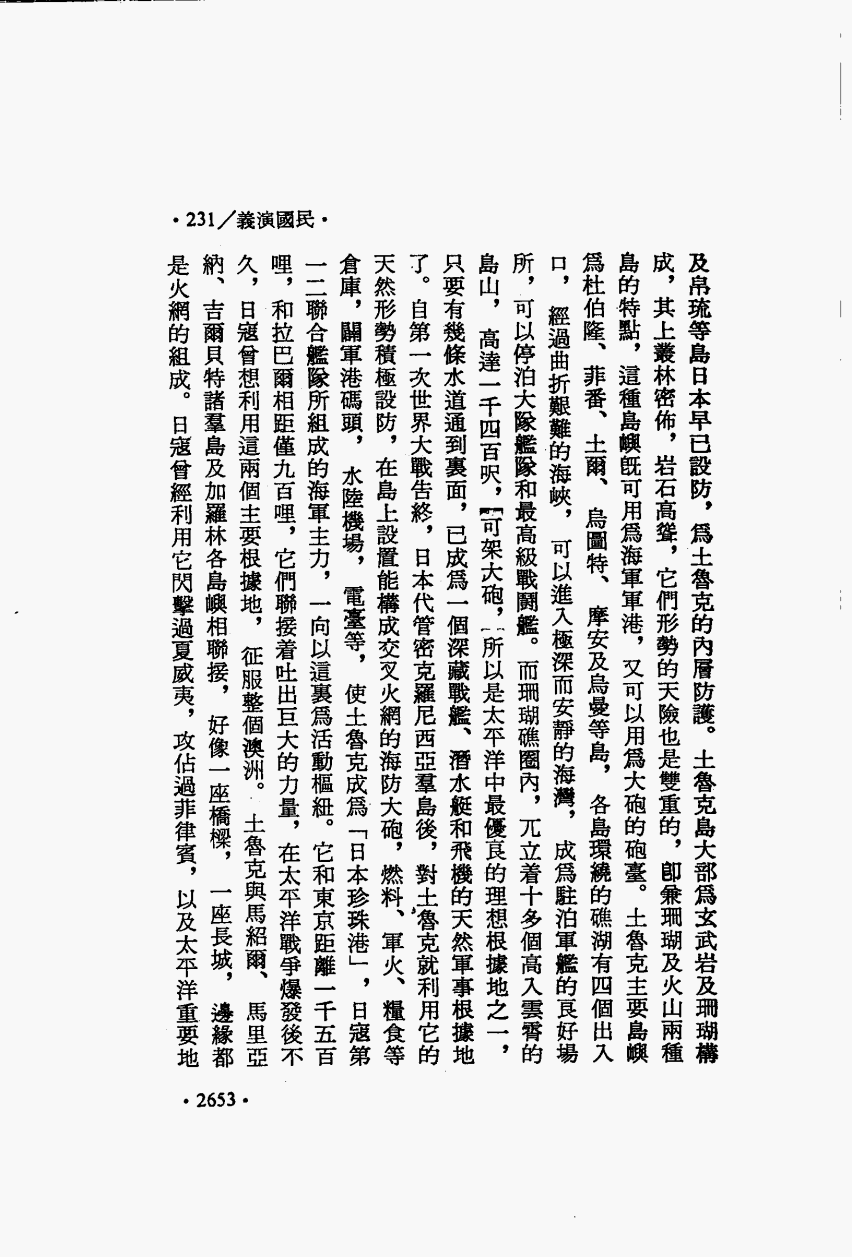 •231／義演國民•
及帛琉等島日本早已設防，爲土魯克的內層防護。土魯克島大部爲玄武岩及珊瑚構
成，其上叢林密佈，岩石高聳，它們形勢的天險也是雙重的，卽兼珊瑚及火山兩種
島的特點，這種島嶼旣可用爲海軍軍港，又可以用爲大砲的砲臺。土魯克主要島嶼
爲杜伯隆、菲番、土爾、烏圖特、摩安及烏曼等島，各島環繞的礁湖有四個出入
口，經過曲折艱難的海峽，可以進入極深而安靜的海灣，成爲駐泊軍艦的良好場
所，可以停泊大隊艦隊和最高級戰鬪艦。而珊瑚礁圈內，兀立着十多個高入雲霄的
島山，高達一千四百呎，可架大砲，所以是太平洋中最優良的理想根據地之一，
只要有幾條水道通到裏面，已成爲一個深藏戰艦、潛水艇和飛機的天然軍事根據地
了。自第一次世界大戰告終，日本代管密克羅尼西亞羣島後，對土魯克就利用它的
天然形勢積極設防，在島上設置能構成交叉火網的海防大砲，燃料、軍火、糧食等
倉庫，闢軍港碼頭，水陸機場，電臺等，使土魯克成爲「日本珍珠港」，日寇第
一二聯合艦隊所組成的海軍主力，一向以這裏爲活動樞紐。它和東京距離一千五百
哩，和拉巴爾相距僅九百哩，它們聯接着吐出巨大的力量，在太平洋戰爭爆發後不
久，日寇曾想利用這兩個主要根據地，征服整個澳洲。土魯克與馬紹爾、馬里亞
納、吉爾貝特諸羣島及加羅林各島嶼相聯接，好像一座橋樑，一座長城，邊緣都
是火網的組成。日寇曾經利用它閃擊過夏威夷，攻佔過菲律賓，以及太平洋重要地
•2653•